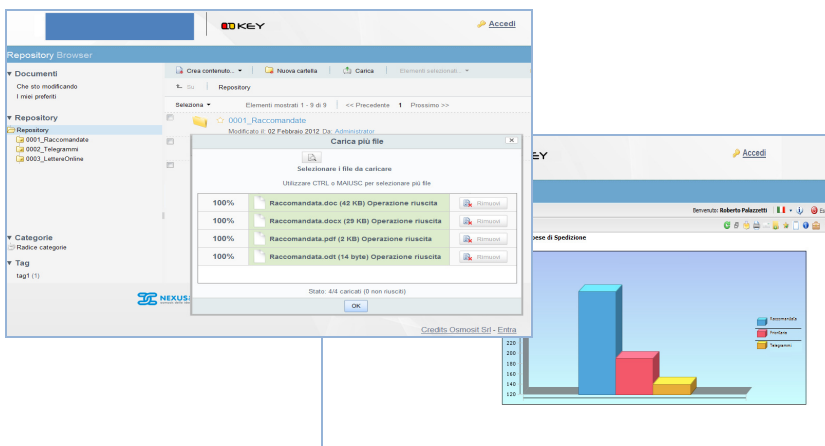 KEY
Accedi
Repository Browser
Documenti
Che sto modificando
I miei preferiti
Repository
Repository
0001_Raccomandate
0002_Telegrammi
0003_LettereOnline
Categorie
Radice categorie
Tag
tag1 (1)
Crea contenuto... Nuova cartella Carica Elementi selezionati..
Su Repository
Seleziona Elementi mostrati 1 - 9 di 9 << Precedente 1 Prossimo >>
0001_Raccomandate
Modificato il: 02 Febbraio 2012 Da: Administrator
Carica più file
Selezionare i file da caricare
Utilizzare CTRL o MAIUSC per selezionare più file
100% Raccomandata.doc (42 KB) Operazione riuscita Rimuovi
100% Raccomandata.docx (29 KB) Operazione riuscita Rimuovi
100% Raccomandata.pdf (2 KB) Operazione riuscita Rimuovi
100% Raccomandata.odt (14 byte) Operazione riuscita Rimuovi
Stato: 4/4 caricati (0 non riusciti)
OK
NEXUS
Credits Osmosit Srl - Entra
EY
Accedi
Benvenuto: Roberto Palazzetti
pese di Spedizione
220
200
180
160
140
120
Raccomandata
Prioritaria
Telegrammi